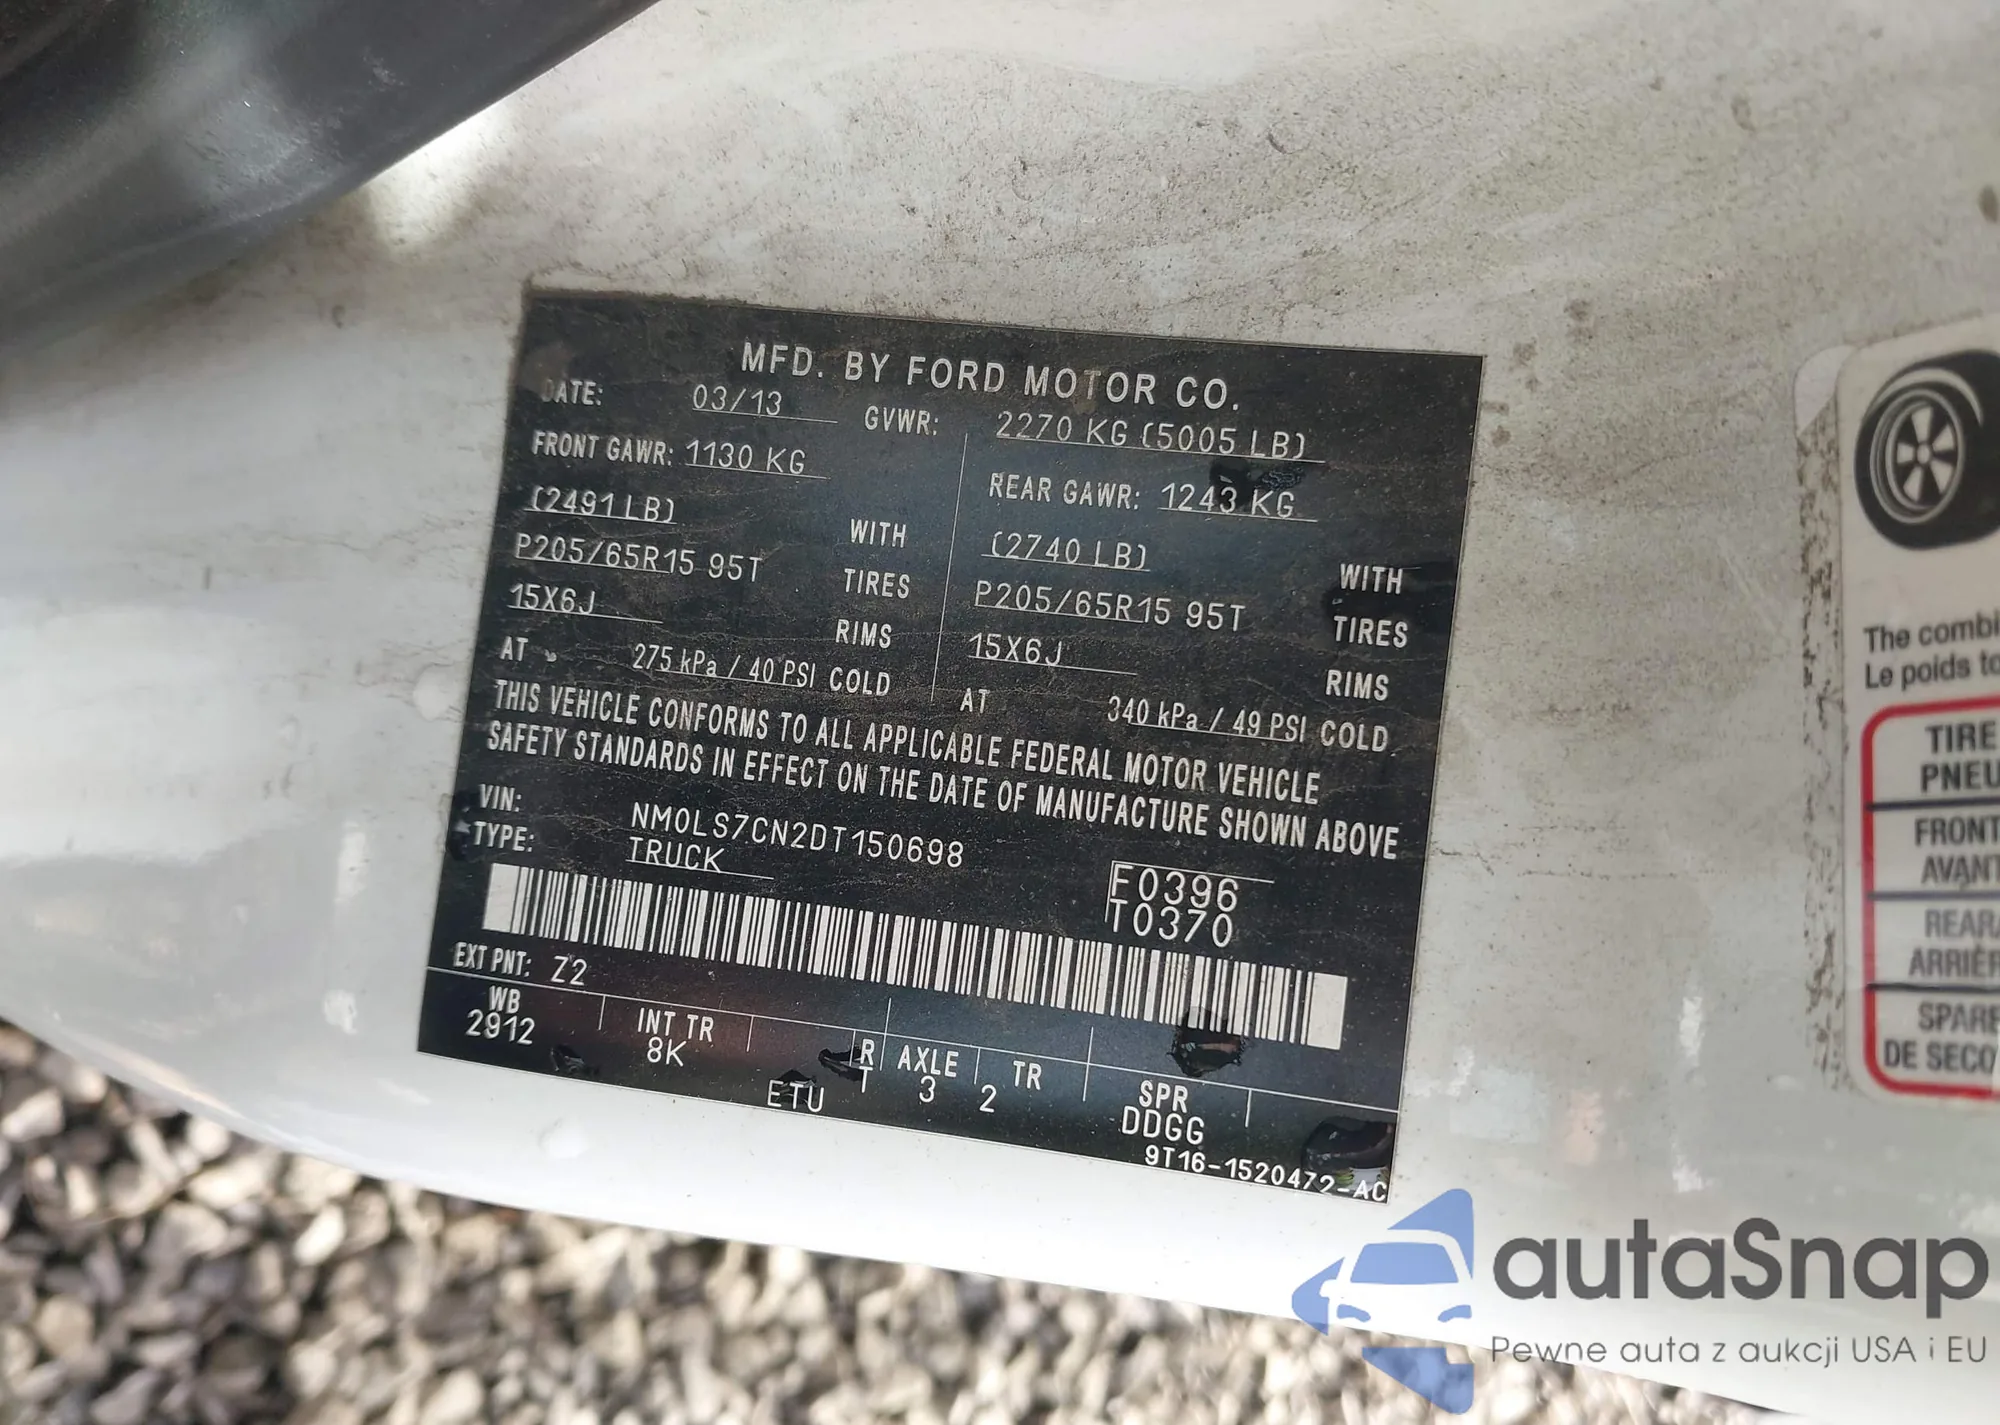 MFD. BY FORD MOTOR CO.
DATE: 03/13 GVWR: 2270 KG (5005 LB)
FRONT GAWR: 1130 KG REAR GAWR: 1243 KG
(2491 LB) WITH (2740 LB) WITH
P205/65R15 95T TIRES P205/65R15 95T TIRES
15X6J RIMS 15X6J RIMS
AT 275 kPa / 40 PSI COLD AT 340 kPa / 49 PSI COLD
THIS VEHICLE CONFORMS TO ALL APPLICABLE FEDERAL MOTOR VEHICLE
SAFETY STANDARDS IN EFFECT ON THE DATE OF MANUFACTURE SHOWN ABOVE
VIN: NM0LS7CN2DT150698
TYPE: TRUCK
F0396
T0370
EXT PNT: Z2
WB INT TR R AXLE TR SPR
2912 8K ETU T 3 2 DDGG
9T16-1520472-AC
The combi
Le poids to
TIRE
PNEU
FRONT
AVANT
REAR
ARRIÈR
SPARE
DE SECO
autaSnap
Pewne auta z aukcji USA i EU